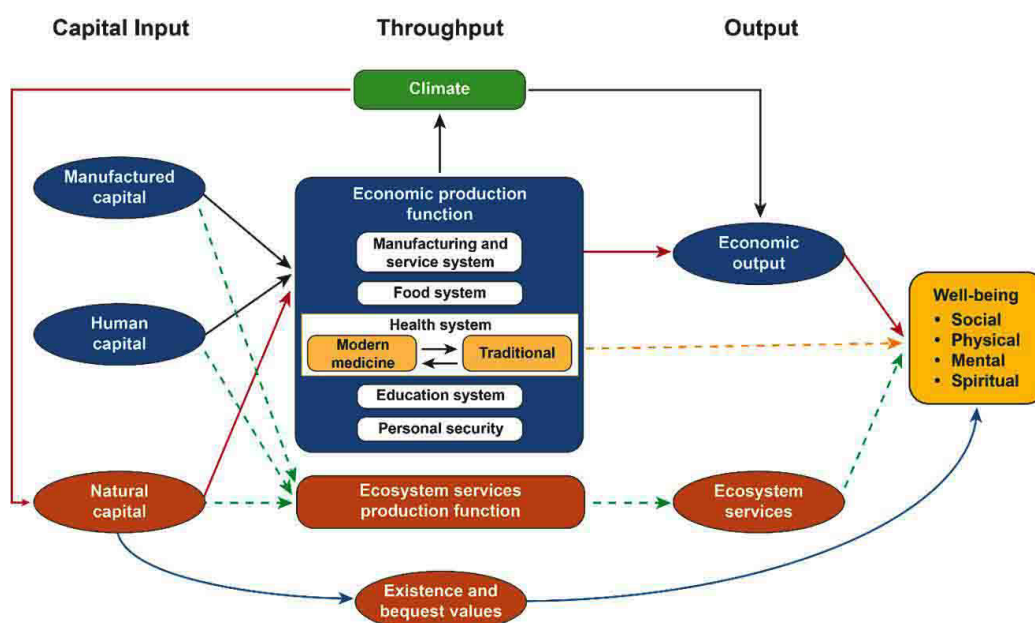 Capital Input
Throughput
Output
Climate
Manufactured
capital
Economic production
function
Manufacturing and
service system
Food system
Health system
Modern
medicine
Traditional
Education system
Personal security
Economic
output
Human
capital
Well-being
• Social
• Physical
• Mental
• Spiritual
Natural
capital
Ecosystem services
production function
Ecosystem
services
Existence and
bequest values